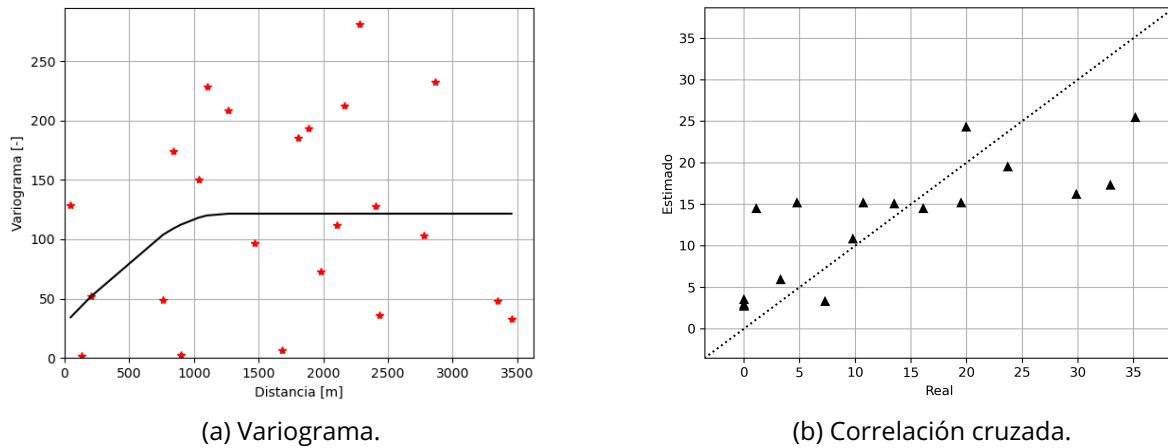 250
200
150
100
50
0
Variograma [-]
0 500 1000 1500 2000 2500 3000 3500
Distancia [m]
(a) Variograma.
35
30
25
20
15
10
5
0
Estimado
0 5 10 15 20 25 30 35
Real
(b) Correlación cruzada.